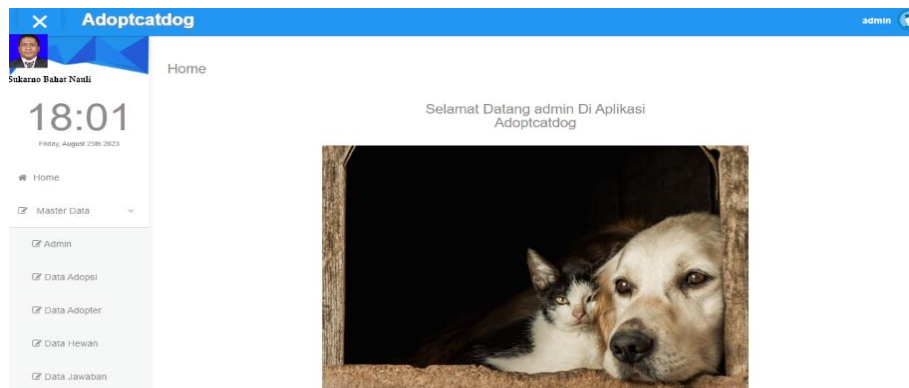 Adoptcatdog
admin
Sukarno Bahat Nauli
18:01
Friday, August 25th 2023
Home
Master Data
Admin
Data Adopsi
Data Adopter
Data Hewan
Data Jawaban
Home
Selamat Datang admin Di Aplikasi
Adoptcatdog